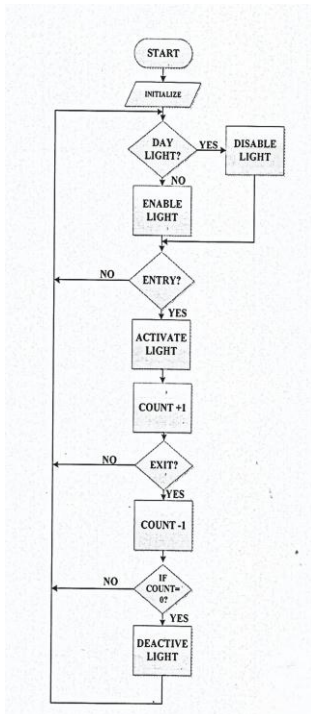 START
INITIALIZE
DAY
LIGHT?
YES
DISABLE
LIGHT
NO
ENABLE
LIGHT
NO
ENTRY?
YES
ACTIVATE
LIGHT
COUNT +1
NO
EXIT?
YES
COUNT -1
NO
IF
COUNT=
0?
YES
DEACTIVE
LIGHT